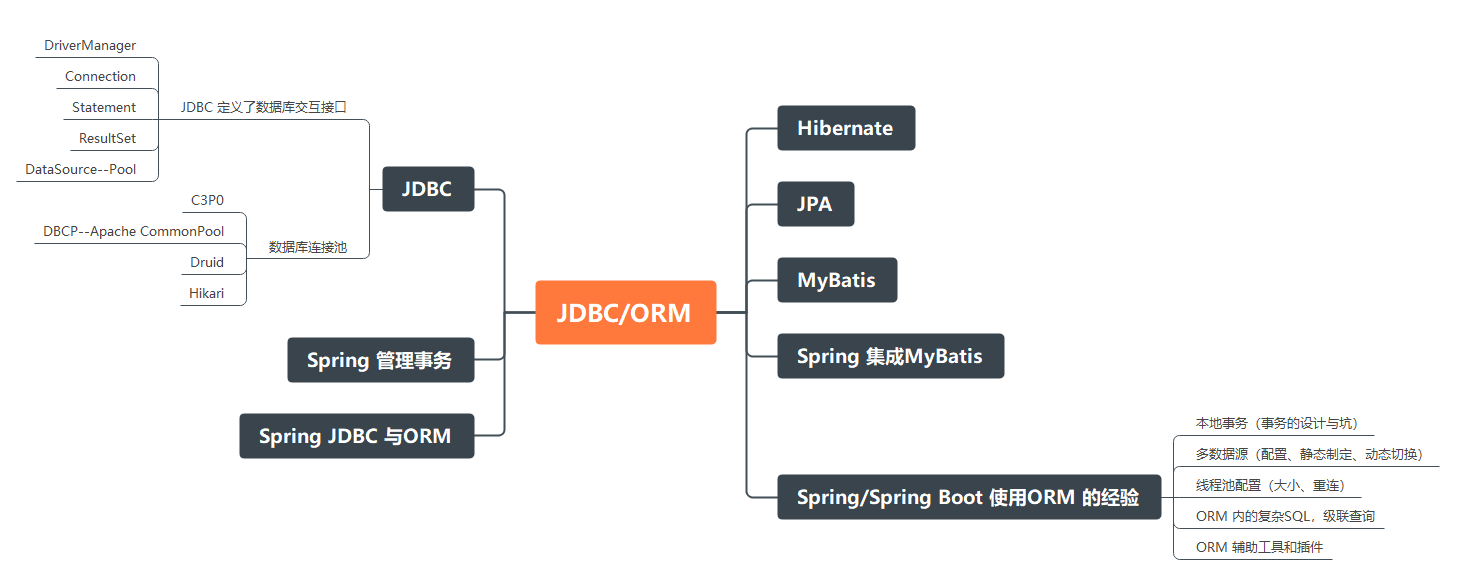 JDBC/ORM
JDBC
JDBC 定义了数据库交互接口
DriverManager
Connection
Statement
ResultSet
DataSource--Pool
数据库连接池
C3P0
DBCP--Apache CommonPool
Druid
Hikari
Spring 管理事务
Spring JDBC 与ORM
Hibernate
JPA
MyBatis
Spring 集成MyBatis
Spring/Spring Boot 使用ORM 的经验
本地事务（事务的设计与坑）
多数据源（配置、静态制定、动态切换）
线程池配置（大小、重连）
ORM 内的复杂SQL，级联查询
ORM 辅助工具和插件